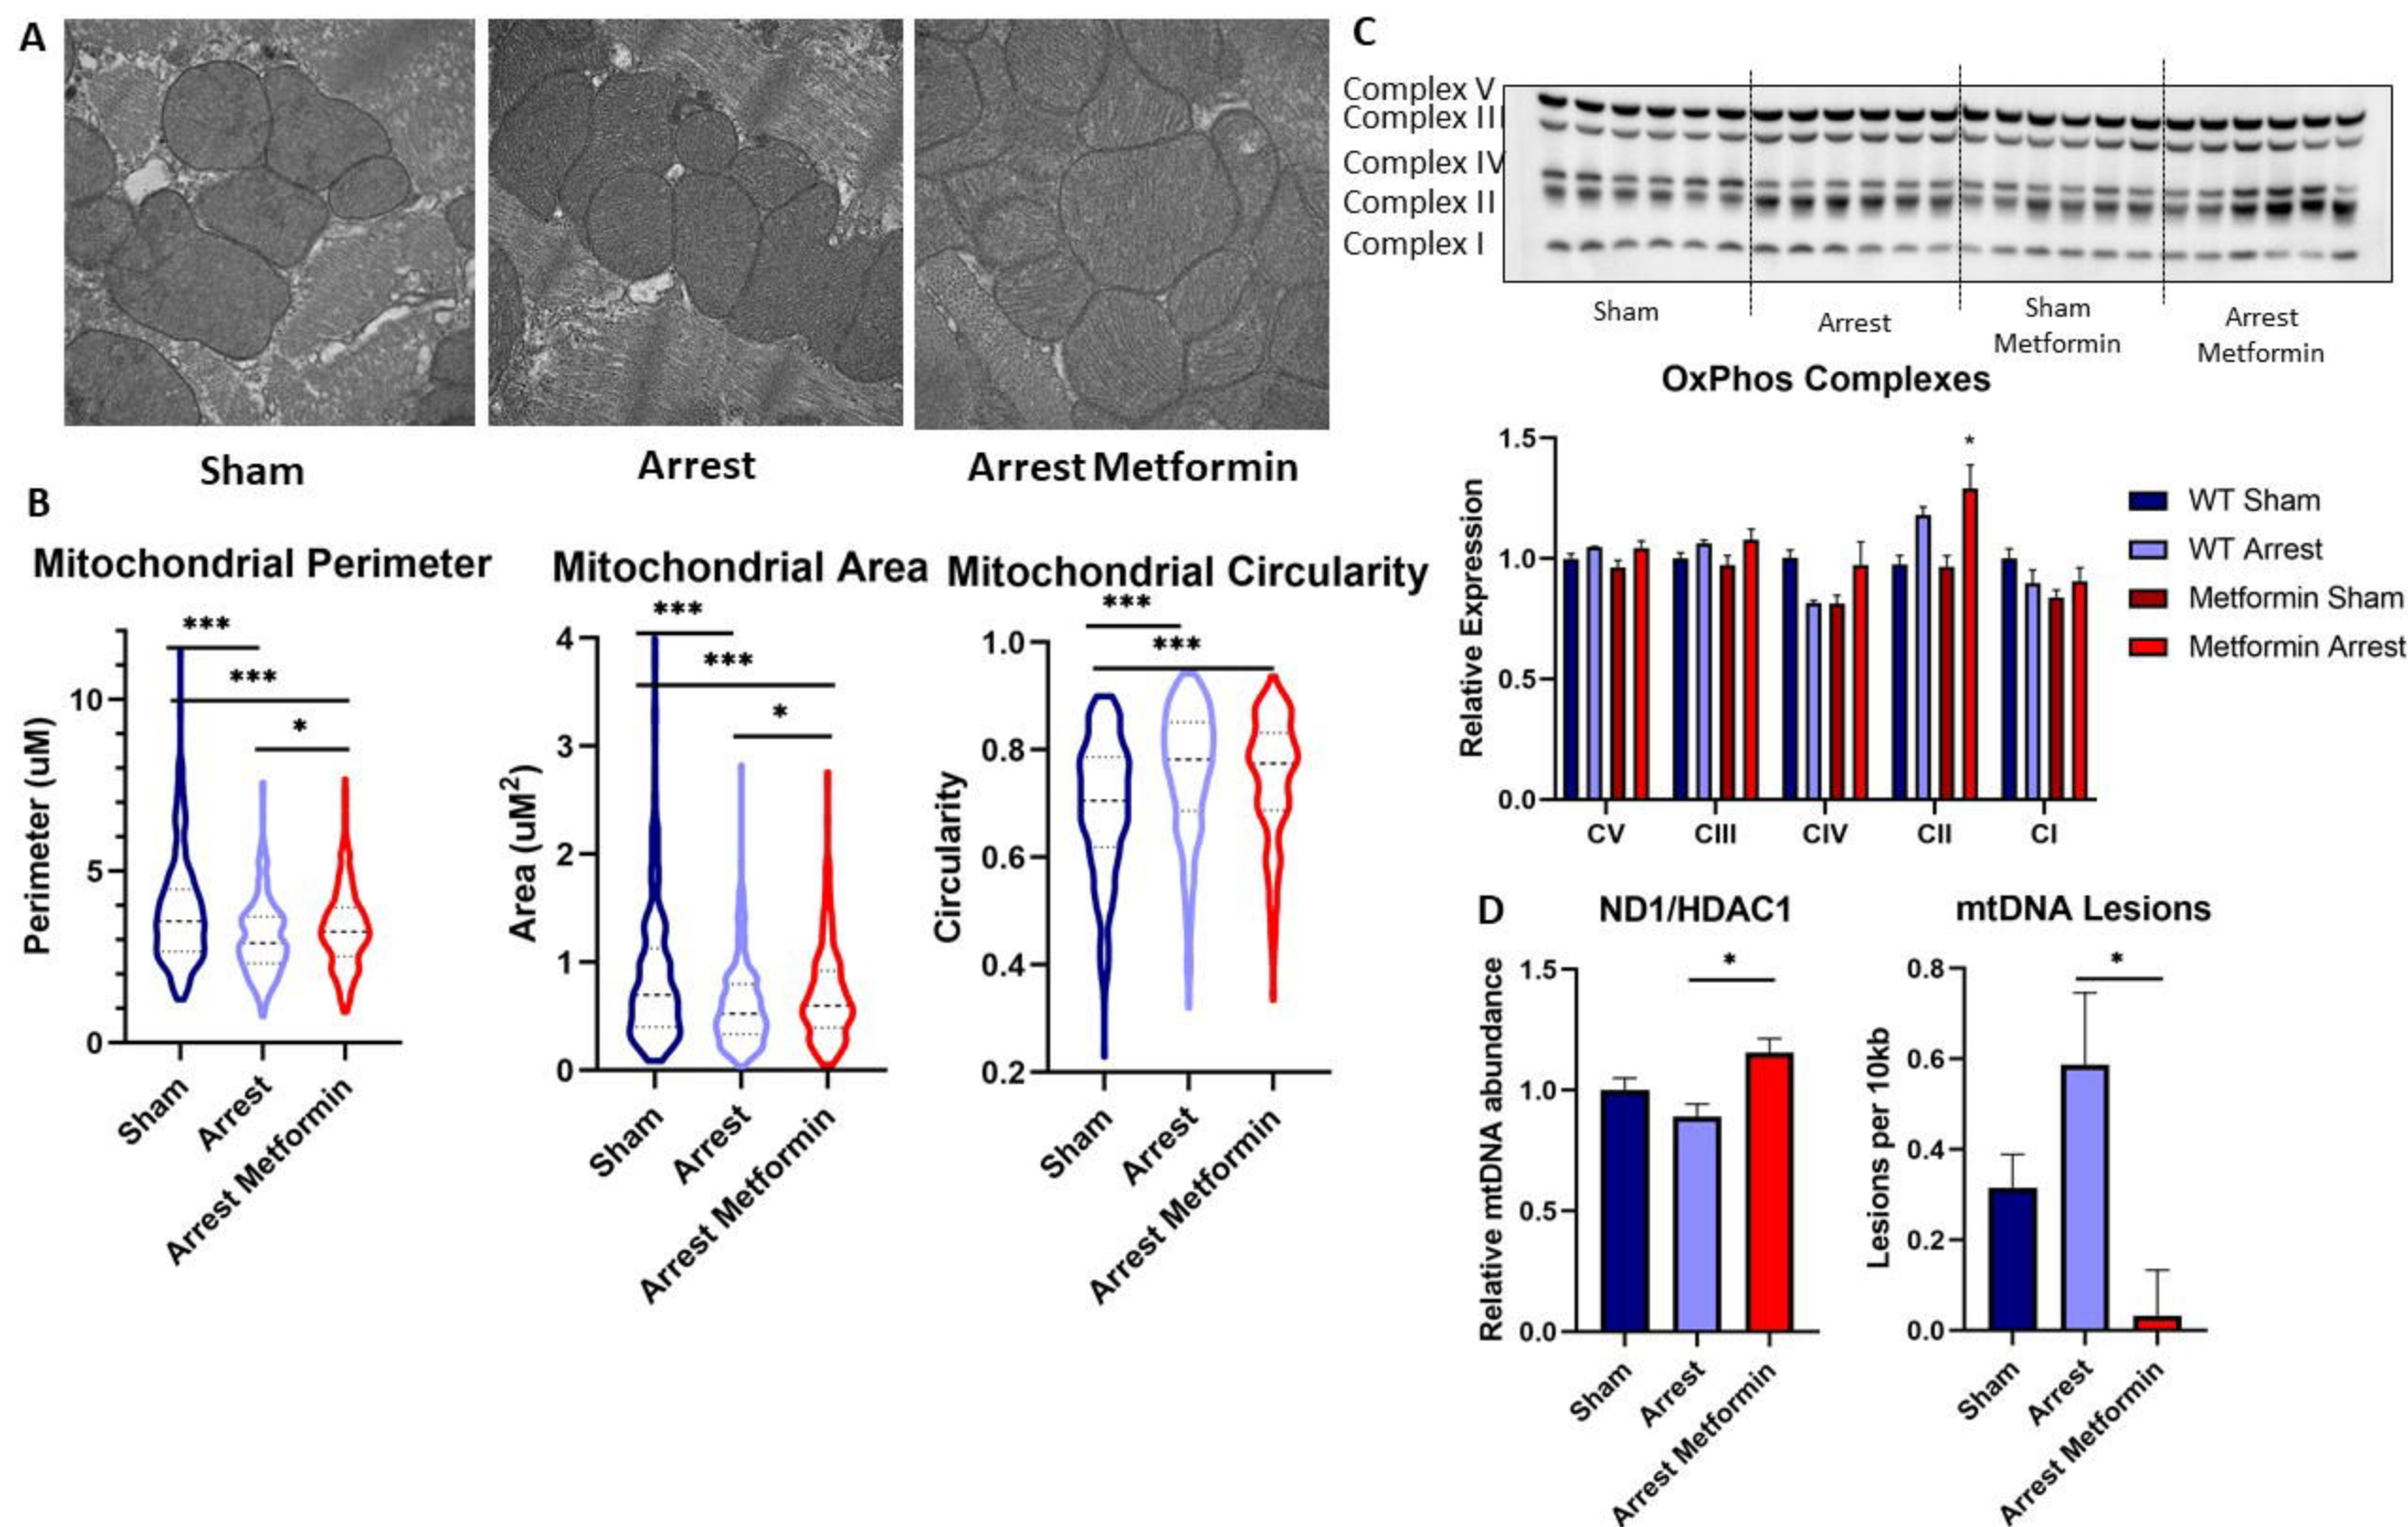 A
Sham
Arrest
Arrest Metformin
B
Mitochondrial Perimeter
***
***
*
10
5
0
Perimeter (uM)
Sham
Arrest
Arrest Metformin
Mitochondrial Area
***
***
*
4
3
2
1
0
Area (uM²)
Sham
Arrest
Arrest Metformin
Mitochondrial Circularity
***
***
1.0
0.8
0.6
0.4
0.2
Circularity
Sham
Arrest
Arrest Metformin
C
Complex V
Complex III
Complex IV
Complex II
Complex I
Sham
Arrest
Sham
Metformin
Arrest
Metformin
OxPhos Complexes
*
1.5
1.0
0.5
0.0
Relative Expression
CV
CIII
CIV
CII
CI
WT Sham
WT Arrest
Metformin Sham
Metformin Arrest
D
ND1/HDAC1
*
1.5
1.0
0.5
0.0
Relative mtDNA abundance
Sham
Arrest
Arrest Metformin
mtDNA Lesions
*
0.8
0.6
0.4
0.2
0.0
Lesions per 10kb
Sham
Arrest
Arrest Metformin